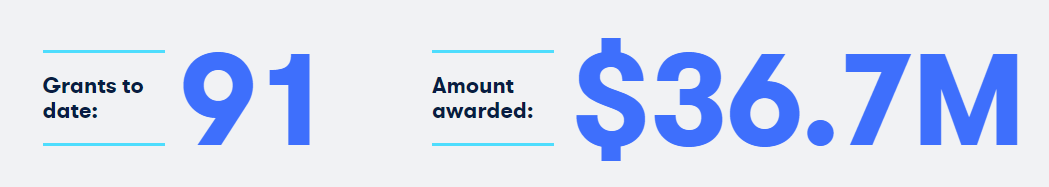 Grants to
date:
91
Amount
awarded:
$36.7M